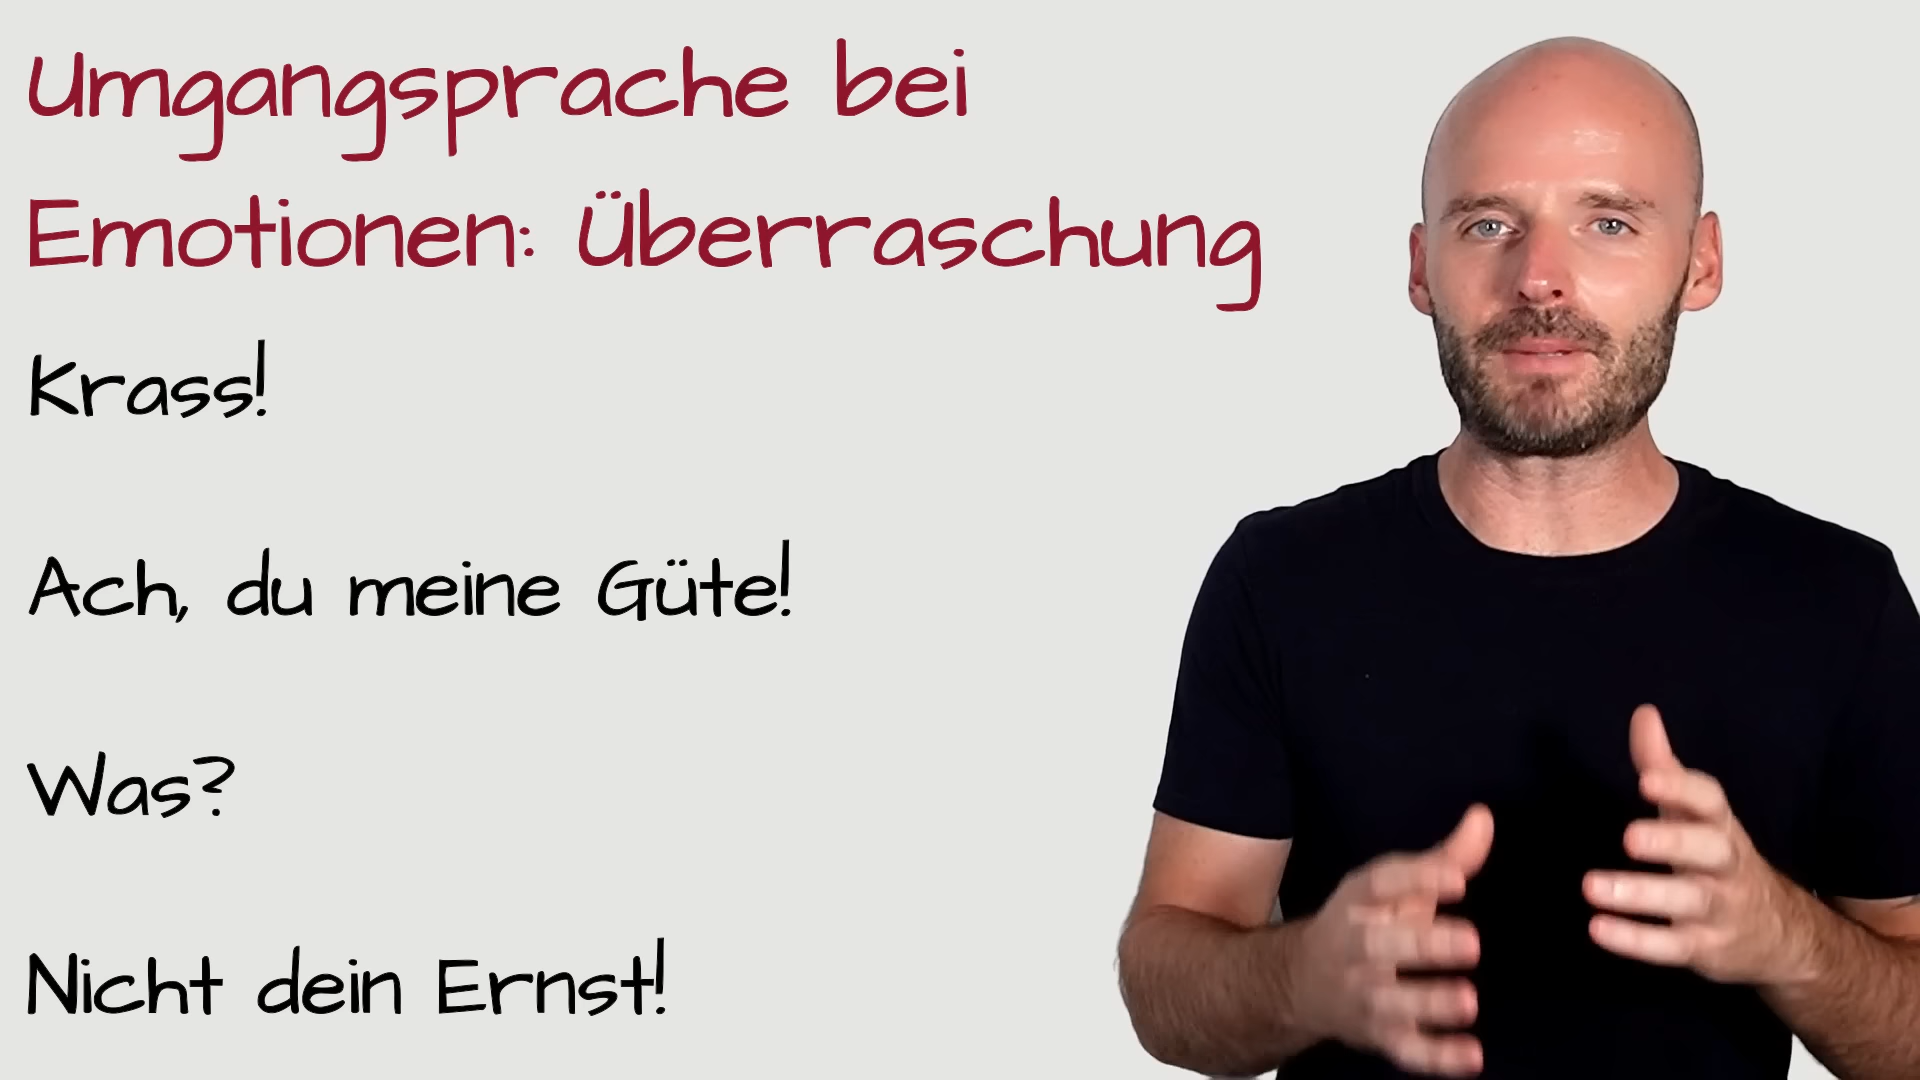 Umgangsprache bei
Emotionen: Überraschung
Krass!
Ach, du meine Güte!
Was?
Nicht dein Ernst!